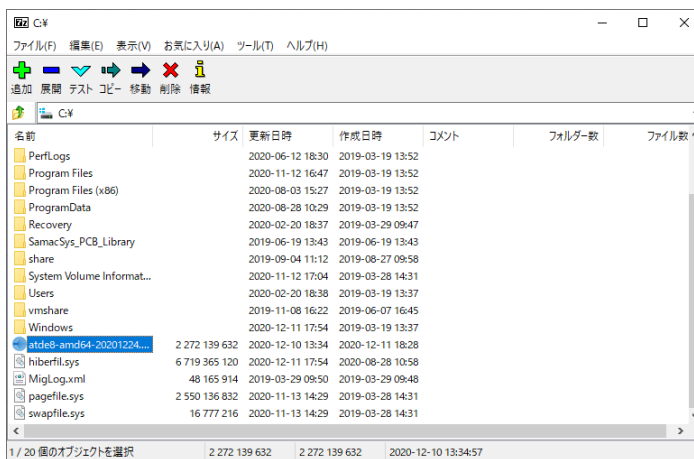 7z C:¥
ファイル(F) 編集(E) 表示(V) お気に入り(A) ツール(T) ヘルプ(H)
追加 展開 テスト コピー 移動 削除 情報
C:¥
名前 サイズ 更新日時 作成日時 コメント フォルダー数 ファイル数
PerfLogs 2020-06-12 18:30 2019-03-19 13:52
Program Files 2020-11-12 16:47 2019-03-19 13:52
Program Files (x86) 2020-08-03 15:27 2019-03-19 13:52
ProgramData 2020-08-28 10:29 2019-03-19 13:52
Recovery 2020-02-20 18:37 2019-03-29 09:47
SamacSys_PCB_Library 2019-06-19 13:43 2019-06-19 13:43
share 2019-09-04 11:12 2019-08-27 09:58
System Volume Informat... 2020-11-12 17:04 2019-03-28 14:31
Users 2020-02-20 18:38 2019-03-19 13:37
vmshare 2019-11-08 16:22 2019-06-07 16:45
Windows 2020-12-11 17:54 2019-03-19 13:37
atde8-amd64-20201224.... 2 272 139 632 2020-12-10 13:34 2020-12-11 18:28
hiberfil.sys 6 719 365 120 2020-12-11 17:54 2020-08-28 10:58
MigLog.xml 48 165 914 2019-03-29 09:50 2019-03-29 09:48
pagefile.sys 2 550 136 832 2020-11-13 14:29 2019-03-28 14:31
swapfile.sys 16 777 216 2020-11-13 14:29 2019-03-28 14:31
1 / 20 個のオブジェクトを選択 2 272 139 632 2 272 139 632 2020-12-10 13:34:57